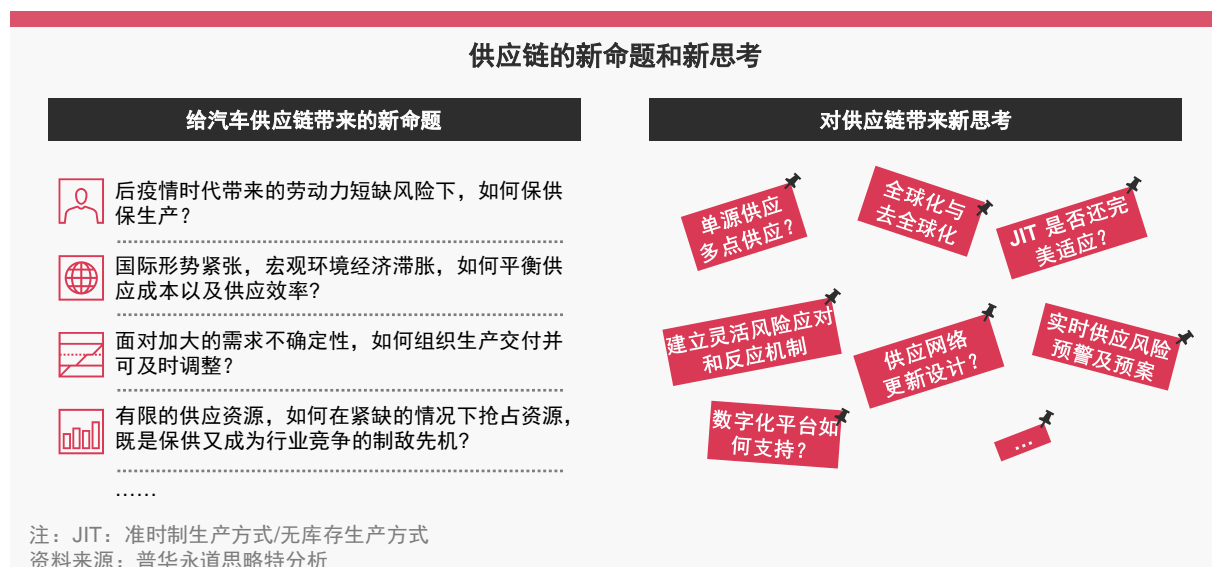 供应链的新命题和新思考
给汽车供应链带来的新命题
后疫情时代带来的劳动力短缺风险下，如何保供
保生产？
国际形势紧张，宏观环境经济滞胀，如何平衡供
应成本以及供应效率？
面对加大的需求不确定性，如何组织生产交付并
可及时调整？
有限的供应资源，如何在紧缺的情况下抢占资源，
既是保供又成为行业竞争的制敌先机？
……
对供应链带来新思考
单源供应
多点供应？
全球化与
去全球化
JIT 是否还完
美适应？
建立灵活风险应对
和反应机制
供应网络
更新设计？
实时供应风险
预警及预案
数字化平台如
何支持？
…
注：JIT：准时制生产方式/无库存生产方式
资料来源：普华永道思略特分析